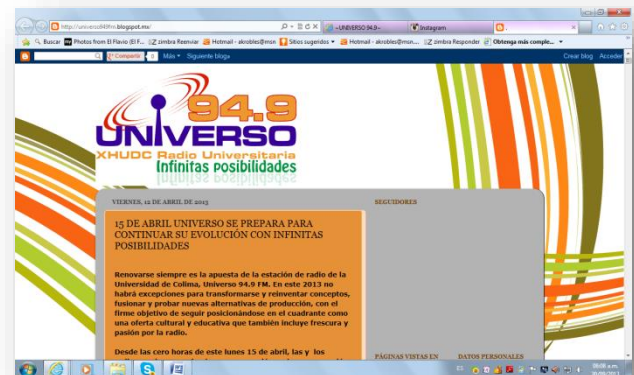 http://universo949fm.blogspot.mx/
-UNIVERSO 94.9-
Instagram
Buscar
Photos from El Flavio (El F...
zimbra Reenviar
Hotmail - akrobles@msn
Sitios sugeridos
Hotmail - akrobles@msn....
zimbra Responder
Obtenga más comple...
Compartir
Más
Siguiente blog»
Crear blog
Acceder
94.9
UNIVERSO
XHUDC Radio Universitaria
Infinitas posibilidades
VIERNES, 12 DE ABRIL DE 2013
SEGUIDORES
15 DE ABRIL UNIVERSO SE PREPARA PARA
CONTINUAR SU EVOLUCIÓN CON INFINITAS
POSIBILIDADES
Renovarse siempre es la apuesta de la estación de radio de la
Universidad de Colima, Universo 94.9 FM. En este 2013 no
habrá excepciones para transformarse y reinventar conceptos,
fusionar y probar nuevas alternativas de producción, con el
firme objetivo de seguir posicionándose en el cuadrante como
una oferta cultural y educativa que también incluye frescura y
pasión por la radio.
Desde las cero horas de este lunes 15 de abril, las y los
PÁGINAS VISTAS EN
DATOS PERSONALES
ES
08:08 a.m.